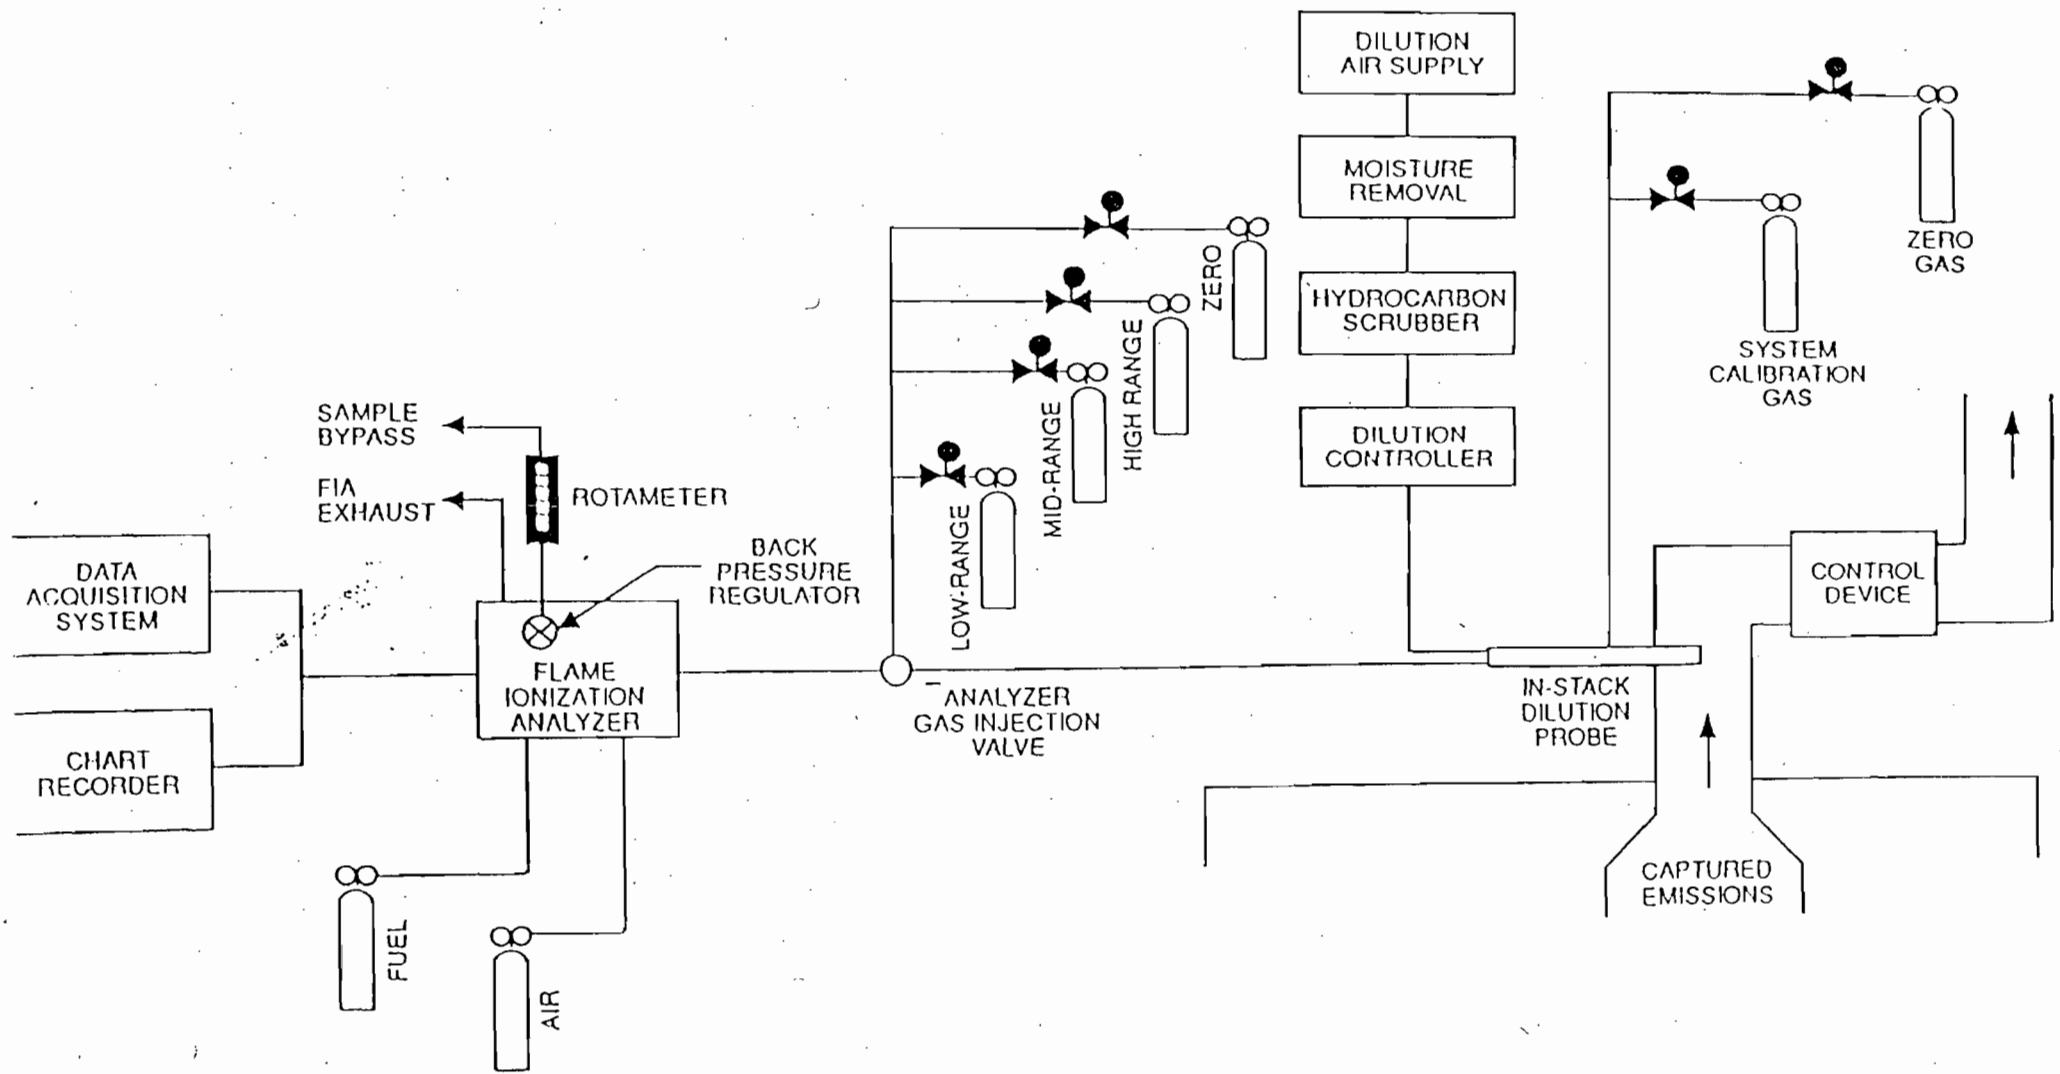 DILUTION
AIR SUPPLY
MOISTURE
REMOVAL
HYDROCARBON
SCRUBBER
DILUTION
CONTROLLER
ZERO
GAS
SYSTEM
CALIBRATION
GAS
ZERO
HIGH RANGE
MID-RANGE
LOW-RANGE
SAMPLE
BYPASS
FIA
EXHAUST
ROTAMETER
BACK
PRESSURE
REGULATOR
DATA
ACQUISITION
SYSTEM
CHART
RECORDER
FLAME
IONIZATION
ANALYZER
ANALYZER
GAS INJECTION
VALVE
IN-STACK
DILUTION
PROBE
CONTROL
DEVICE
CAPTURED
EMISSIONS
FUEL
AIR